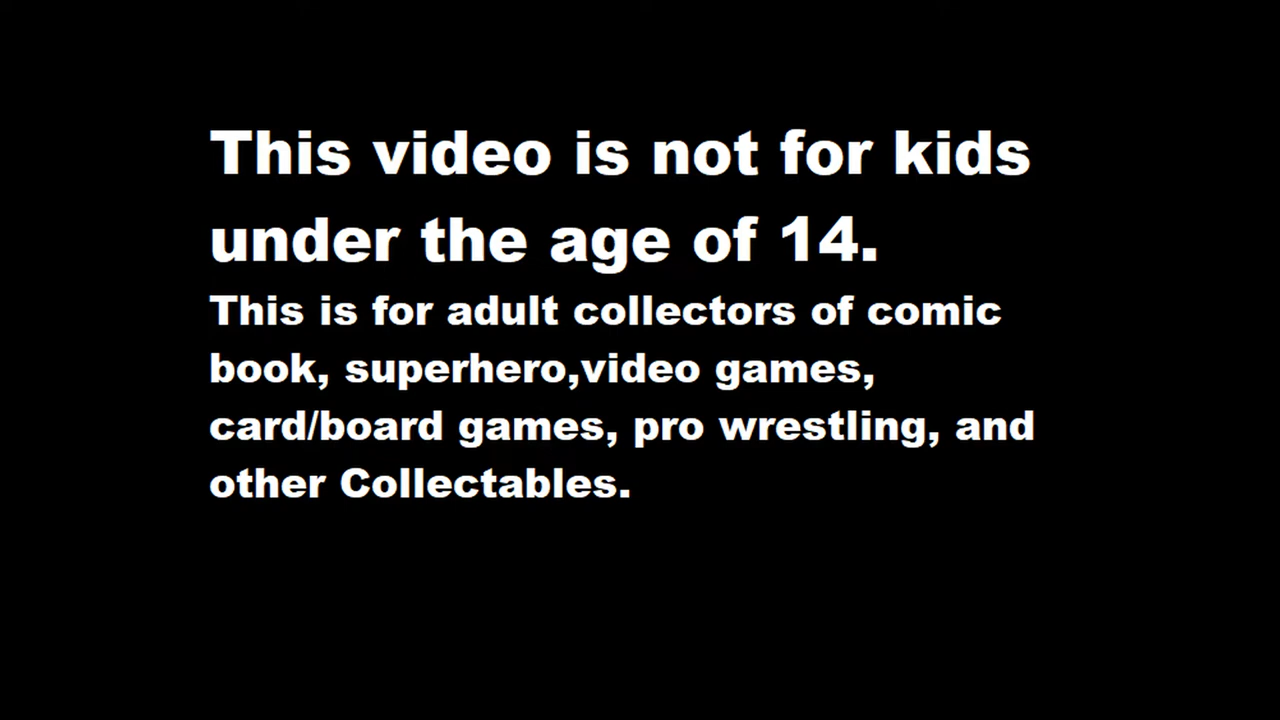 This video is not for kids
under the age of 14.
This is for adult collectors of comic
book, superhero,video games,
card/board games, pro wrestling, and
other Collectables.